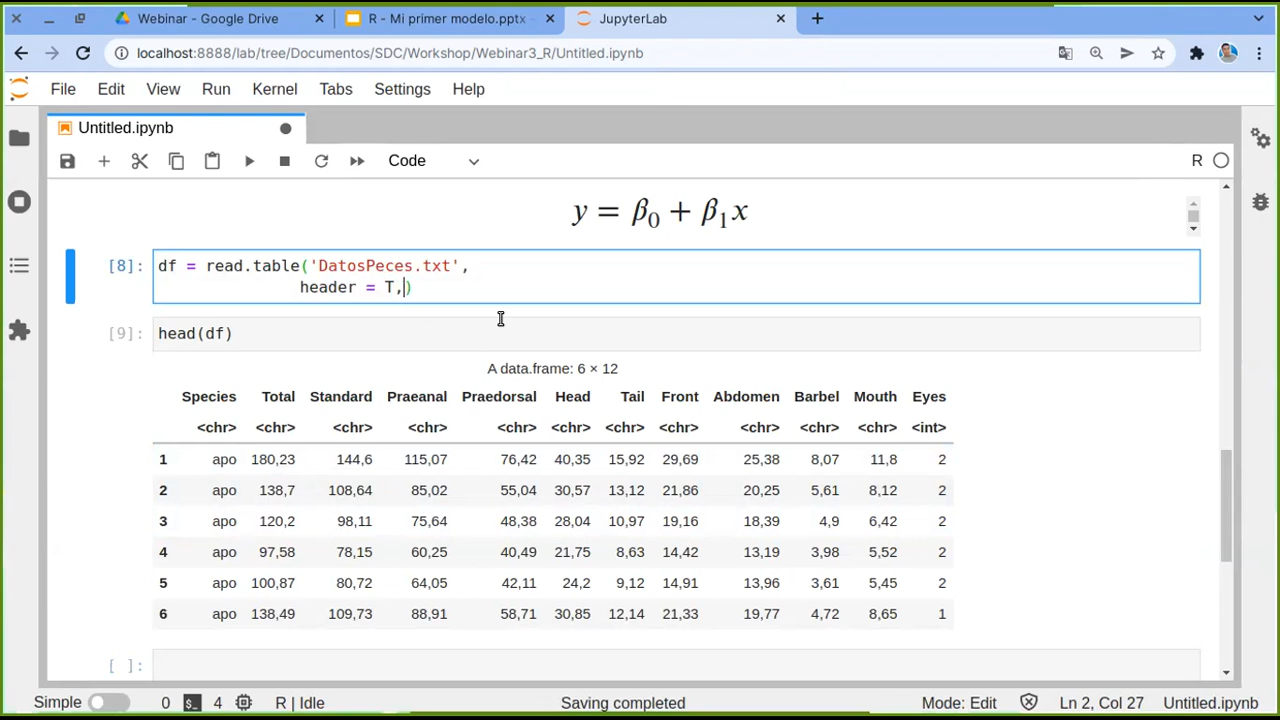 Webinar - Google Drive
R - Mi primer modelo.pptx -
JupyterLab
localhost:8888/lab/tree/Documentos/SDC/Workshop/Webinar3_R/Untitled.ipynb
File Edit View Run Kernel Tabs Settings Help
Untitled.ipynb
Code
R
y = β₀ + β₁x
[8]: df = read.table('DatosPeces.txt',
header = T,)
[9]: head(df)
A data.frame: 6 × 12
Species Total Standard Praeanal Praedorsal Head Tail Front Abdomen Barbel Mouth Eyes
<chr> <chr> <chr> <chr> <chr> <chr> <chr> <chr> <chr> <chr> <chr> <int>
1 apo 180,23 144,6 115,07 76,42 40,35 15,92 29,69 25,38 8,07 11,8 2
2 apo 138,7 108,64 85,02 55,04 30,57 13,12 21,86 20,25 5,61 8,12 2
3 apo 120,2 98,11 75,64 48,38 28,04 10,97 19,16 18,39 4,9 6,42 2
4 apo 97,58 78,15 60,25 40,49 21,75 8,63 14,42 13,19 3,98 5,52 2
5 apo 100,87 80,72 64,05 42,11 24,2 9,12 14,91 13,96 3,61 5,45 2
6 apo 138,49 109,73 88,91 58,71 30,85 12,14 21,33 19,77 4,72 8,65 1
[ ]:
Simple 0 4 R | Idle Saving completed Mode: Edit Ln 2, Col 27 Untitled.ipynb